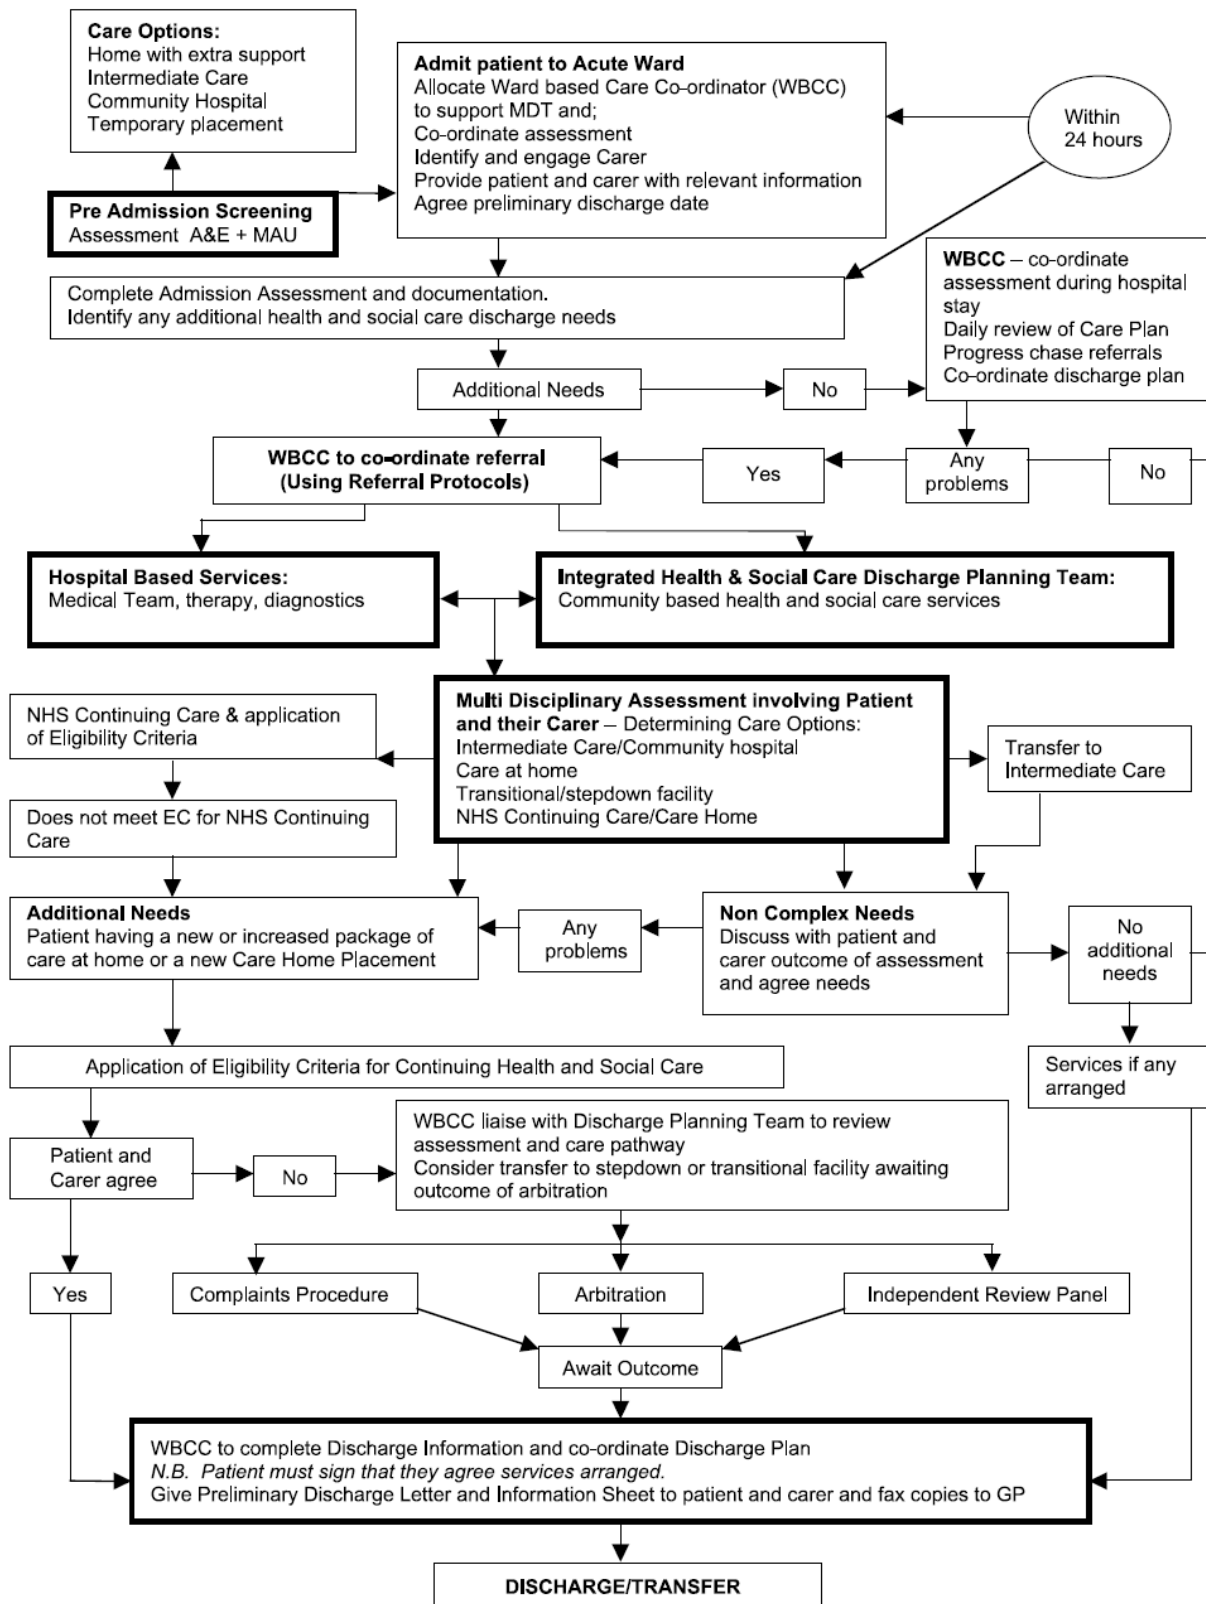 Care Options:
Home with extra support
Intermediate Care
Community Hospital
Temporary placement
Admit patient to Acute Ward
Allocate Ward based Care Co-ordinator (WBCC)
to support MDT and;
Co-ordinate assessment
Identify and engage Carer
Provide patient and carer with relevant information
Agree preliminary discharge date
Within
24 hours
Pre Admission Screening
Assessment A&E + MAU
WBCC – co-ordinate
assessment during hospital
stay
Daily review of Care Plan
Progress chase referrals
Co-ordinate discharge plan
Complete Admission Assessment and documentation.
Identify any additional health and social care discharge needs
Additional Needs
No
WBCC to co-ordinate referral
(Using Referral Protocols)
Yes
Any
problems
No
Hospital Based Services:
Medical Team, therapy, diagnostics
Integrated Health & Social Care Discharge Planning Team:
Community based health and social care services
NHS Continuing Care & application
of Eligibility Criteria
Multi Disciplinary Assessment involving Patient
and their Carer – Determining Care Options:
Intermediate Care/Community hospital
Care at home
Transitional/stepdown facility
NHS Continuing Care/Care Home
Transfer to
Intermediate Care
Does not meet EC for NHS Continuing
Care
Additional Needs
Patient having a new or increased package of
care at home or a new Care Home Placement
Any
problems
Non Complex Needs
Discuss with patient and
carer outcome of assessment
and agree needs
No
additional
needs
Application of Eligibility Criteria for Continuing Health and Social Care
Services if any
arranged
Patient and
Carer agree
No
WBCC liaise with Discharge Planning Team to review
assessment and care pathway
Consider transfer to stepdown or transitional facility awaiting
outcome of arbitration
Yes
Complaints Procedure
Arbitration
Independent Review Panel
Await Outcome
WBCC to complete Discharge Information and co-ordinate Discharge Plan
N.B. Patient must sign that they agree services arranged.
Give Preliminary Discharge Letter and Information Sheet to patient and carer and fax copies to GP
DISCHARGE/TRANSFER